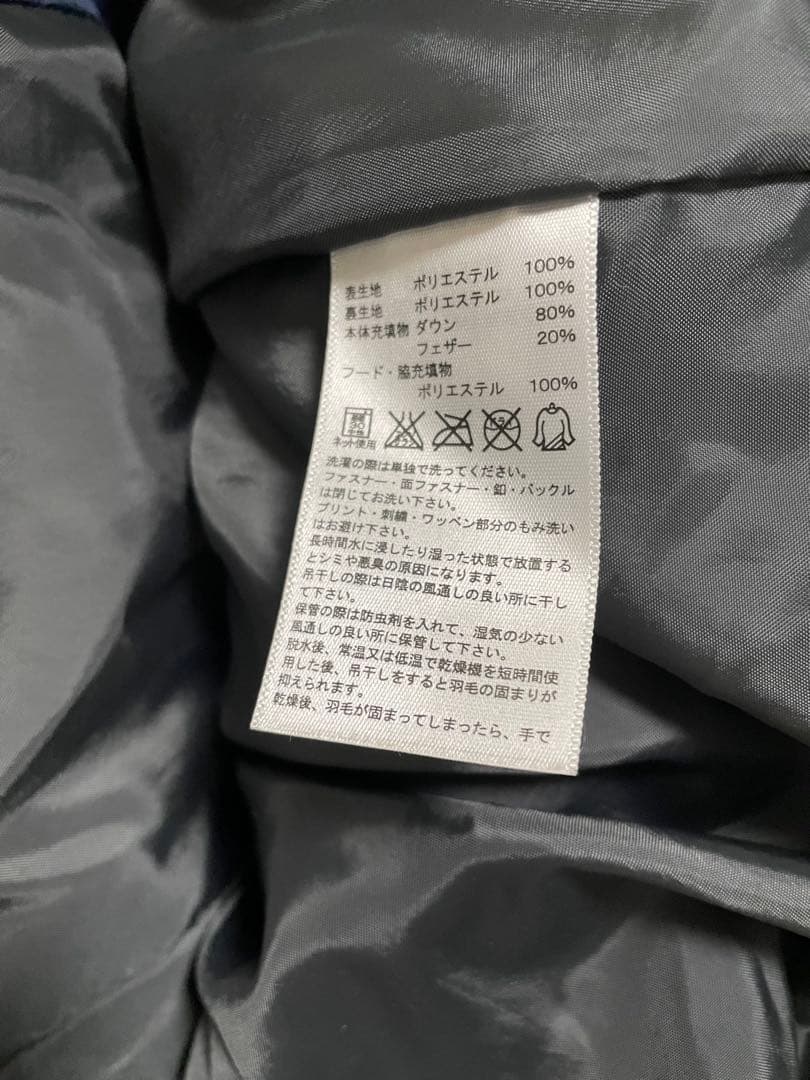 表生地 ポリエステル 100%
裏生地 ポリエステル 100%
本体充填物 ダウン 80%
フェザー 20%
フード・脇充填物
ポリエステル 100%
ネット使用
洗濯の際は単独で洗ってください。
ファスナー・面ファスナー・釦・バックル
は閉じてお洗い下さい。
プリント・刺繍・ワッペン部分のもみ洗い
はお避け下さい。
長時間水に浸したり湿った状態で放置する
とシミや悪臭の原因になります。
吊干しの際は日陰の風通しの良い所に干し
て下さい。
保管の際は防虫剤を入れて、湿気の少ない
風通しの良い所に保管して下さい。
脱水後、常温又は低温で乾燥機を短時間使
用した後、吊干しをすると羽毛の固まりが
抑えられます。
乾燥後、羽毛が固まってしまったら、手で